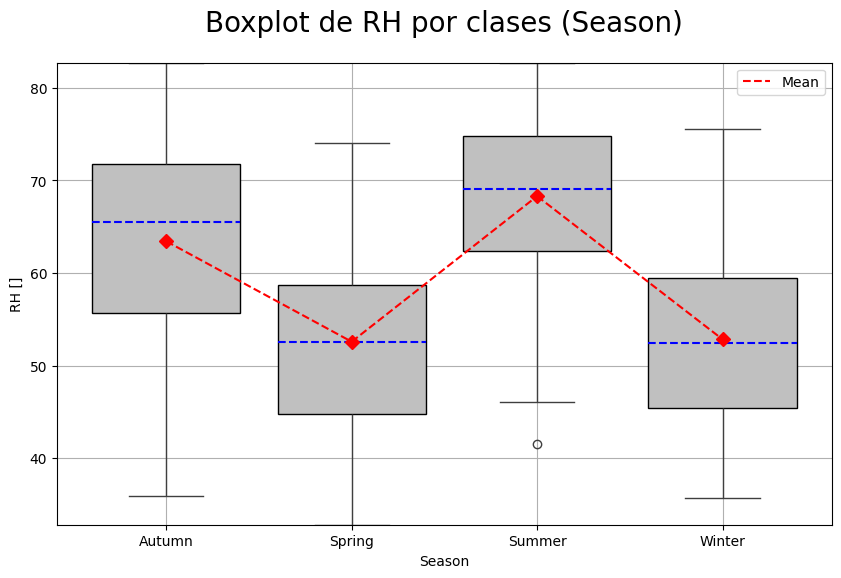 Boxplot de RH por clases (Season)
Mean
80
70
60
50
40
RH []
Autumn
Spring
Summer
Winter
Season